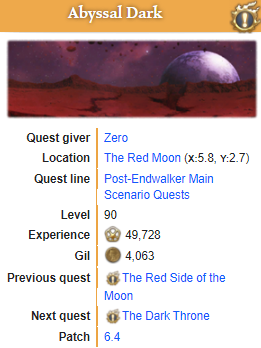 Abyssal Dark
Quest giver Zero
Location The Red Moon (X:5.8, Y:2.7)
Quest line Post-Endwalker Main
Scenario Quests
Level 90
Experience 49,728
Gil 4,063
Previous quest The Red Side of the
Moon
Next quest The Dark Throne
Patch 6.4